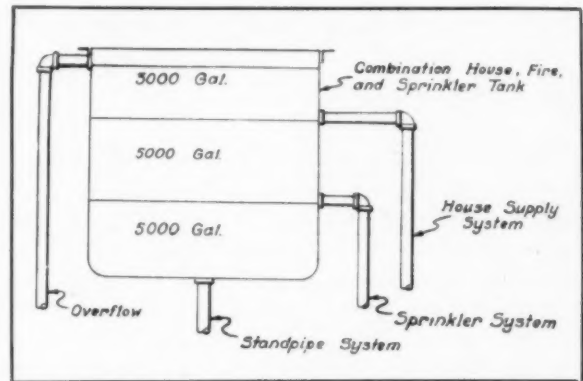 3000 Gal.
Combination House, Fire,
and Sprinkler Tank
5000 Gal.
House Supply
System
5000 Gal.
Overflow
Sprinkler System
Standpipe System